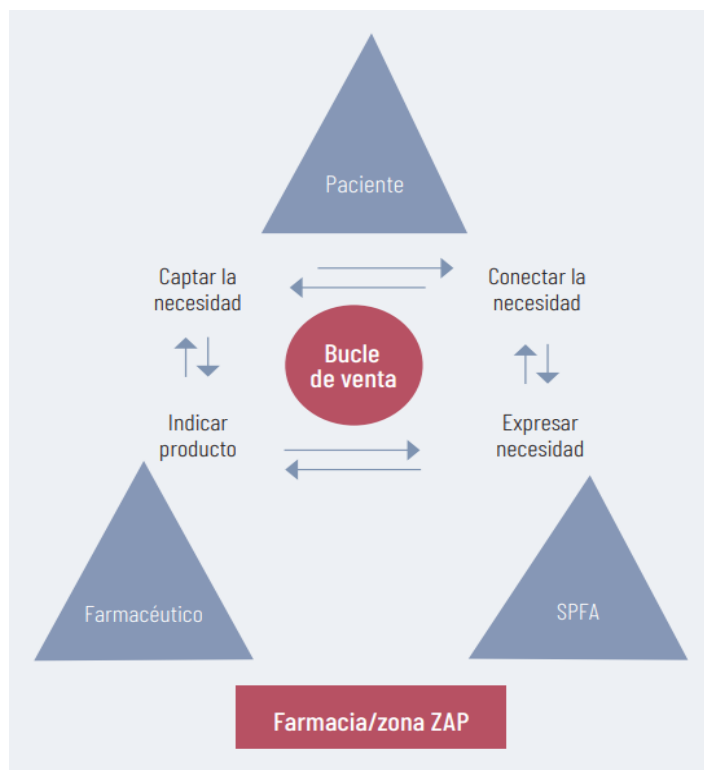 Paciente
Captar la
necesidad
Conectar la
necesidad
Bucle
de venta
Indicar
producto
Expresar
necesidad
Farmacéutico
SPFA
Farmacia/zona ZAP